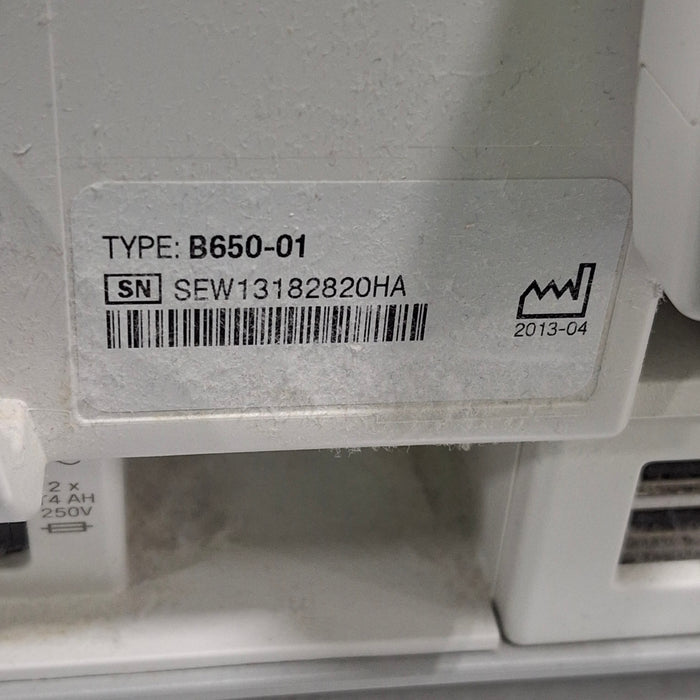 TYPE: B650-01
SN SEW13182820HA
2013-04
2 x
T4 AH
250V